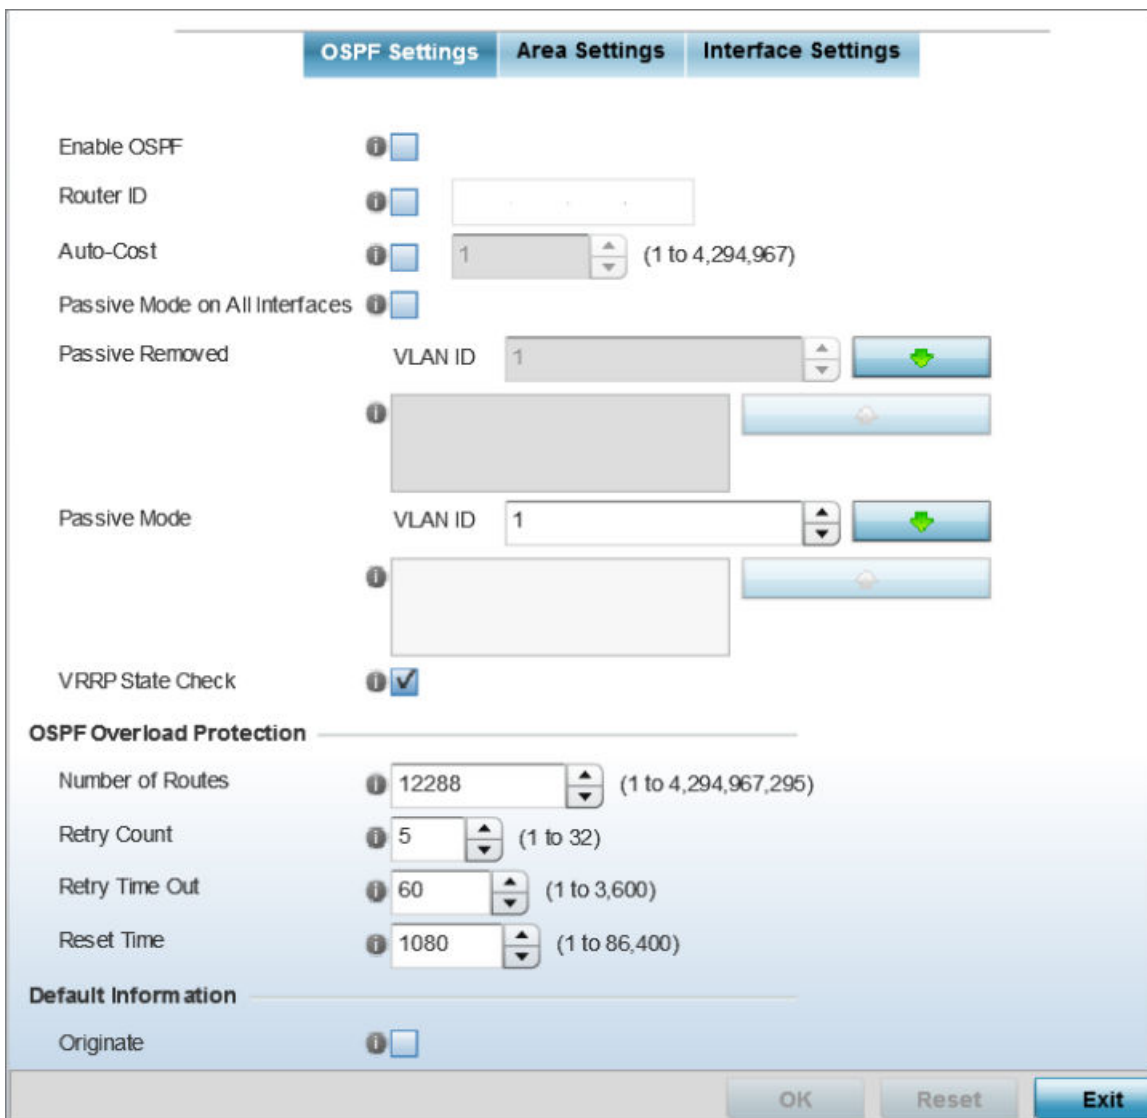 OSPF Settings Area Settings Interface Settings
Enable OSPF
Router ID
Auto-Cost 1 (1 to 4,294,967)
Passive Mode on All Interfaces
Passive Removed VLAN ID 1
Passive Mode VLAN ID 1
VRRP State Check
OSPF Overload Protection
Number of Routes 12288 (1 to 4,294,967,295)
Retry Count 5 (1 to 32)
Retry Time Out 60 (1 to 3,600)
Reset Time 1080 (1 to 86,400)
Default Information
Originate
OK Reset Exit